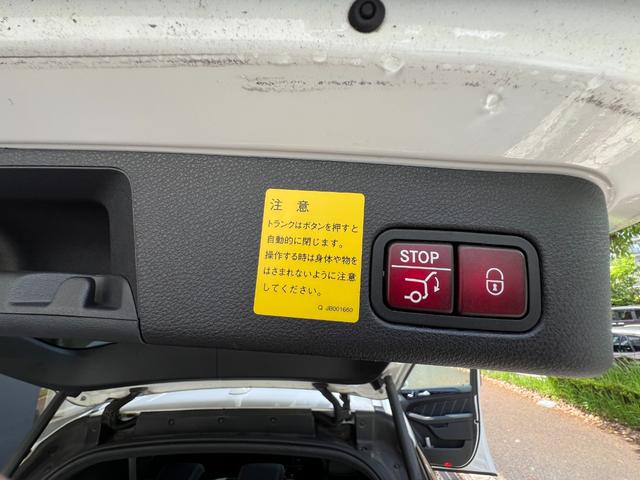 注 意
トランクはボタンを押すと
自動的に閉じます。
操作する時は身体や物を
はさまれないように注意
してください。
Q JB001660
STOP